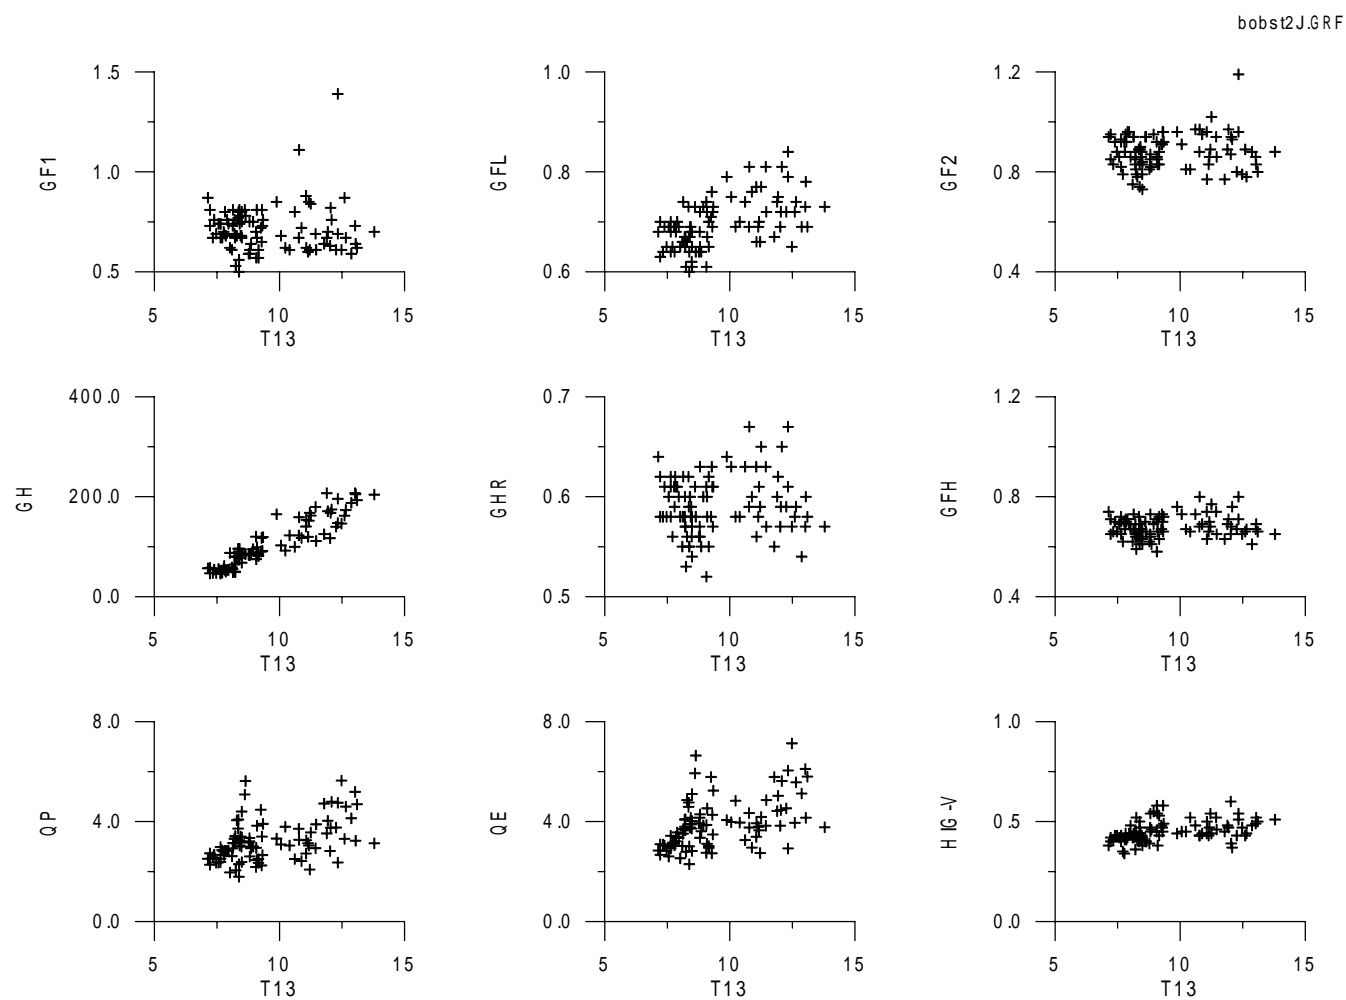 bobst2J.GRF
1.5 1.0 1.2
GF1 1.0 GFL 0.8 GF2 0.8
0.5 0.6 0.4
5 10 15 5 10 15 5 10 15
T13 T13 T13
400.0 0.7 1.2
GH 200.0 GHR 0.6 GFH 0.8
0.0 0.5 0.4
5 10 15 5 10 15 5 10 15
T13 T13 T13
8.0 8.0 1.0
QP 4.0 QE 4.0 HIG-V 0.5
0.0 0.0 0.0
5 10 15 5 10 15 5 10 15
T13 T13 T13